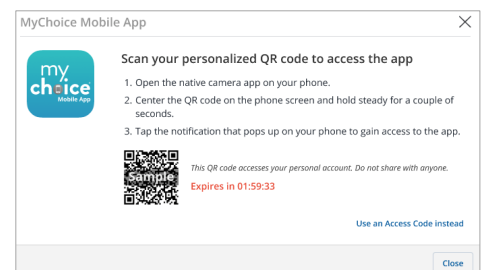 MyChoice Mobile App
my
choice
Mobile App
Scan your personalized QR code to access the app
1. Open the native camera app on your phone.
2. Center the QR code on the phone screen and hold steady for a couple of
seconds.
3. Tap the notification that pops up on your phone to gain access to the app.
Sample
This QR code accesses your personal account. Do not share with anyone.
Expires in 01:59:33
Use an Access Code instead
Close